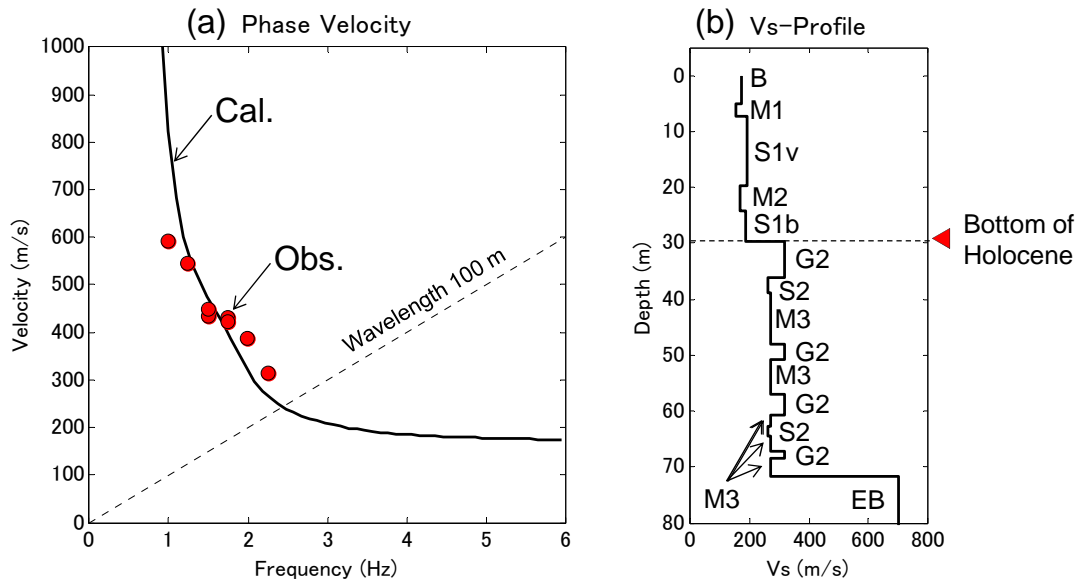 (a) Phase Velocity
1000
900
800
700
600
500
400
300
200
100
0
Velocity (m/s)
Cal.
Obs.
Wavelength 100 m
0 1 2 3 4 5 6
Frequency (Hz)
(b) Vs-Profile
0
10
20
30
40
50
60
70
80
Depth (m)
B
M1
S1v
M2
S1b
G2
S2
M3
G2
M3
G2
S2
G2
M3
EB
Bottom of
Holocene
0 200 400 600 800
Vs (m/s)